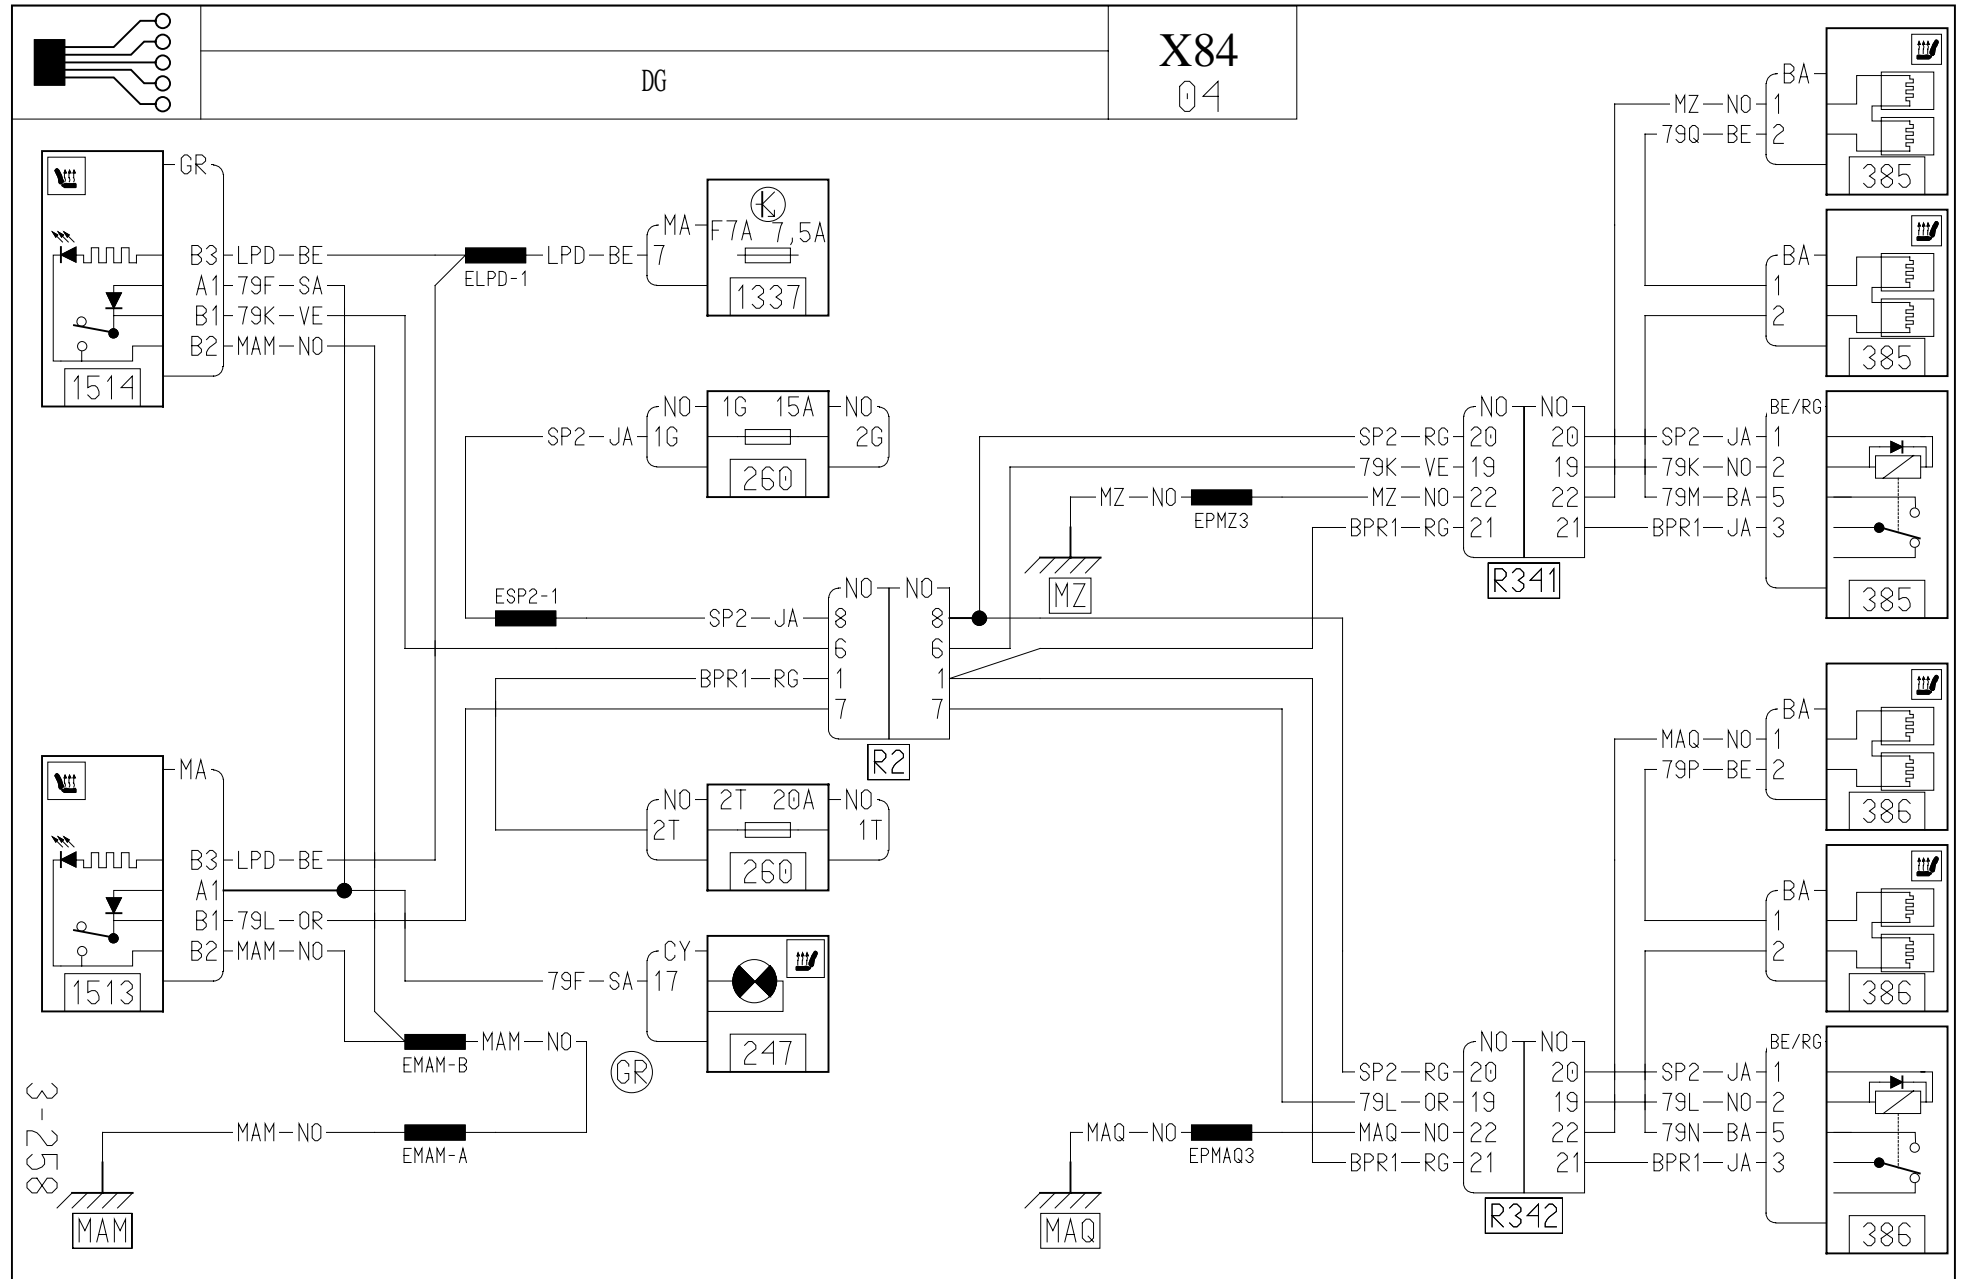 X84
04
DG
GR
B3 LPD BE
A1 79F SA
B1 79K VE
B2 MAM NO
1514
ELPD-1
LPD BE
MA
7
F7A 7,5A
1337
SP2 JA
NO
1G
1G 15A
NO
2G
260
ESP2-1
SP2 JA
BPR1 RG
NO NO
8 8
6 6
1 1
7 7
R2
NO
2T
2T 20A
NO
1T
260
MA
B3 LPD BE
A1
B1 79L OR
B2 MAM NO
1513
79F SA
CY
17
247
GR
EMAM-B
MAM NO
MAM NO
EMAM-A
MAM
3-258
MZ NO
EPMZ3
MZ
SP2 RG
79K VE
MZ NO
BPR1 RG
NO NO
20 20
19 19
22 22
21 21
R341
MZ NO
79Q BE
BA
1
2
385
BA
1
2
385
SP2 JA
79K NO
79M BA
BPR1 JA
BE/RG
1
2
5
3
385
MAQ NO
79P BE
BA
1
2
386
BA
1
2
386
MAQ NO
EPMAQ3
MAQ
SP2 RG
79L OR
MAQ NO
BPR1 RG
NO NO
20 20
19 19
22 22
21 21
R342
SP2 JA
79L NO
79N BA
BPR1 JA
BE/RG
1
2
5
3
386